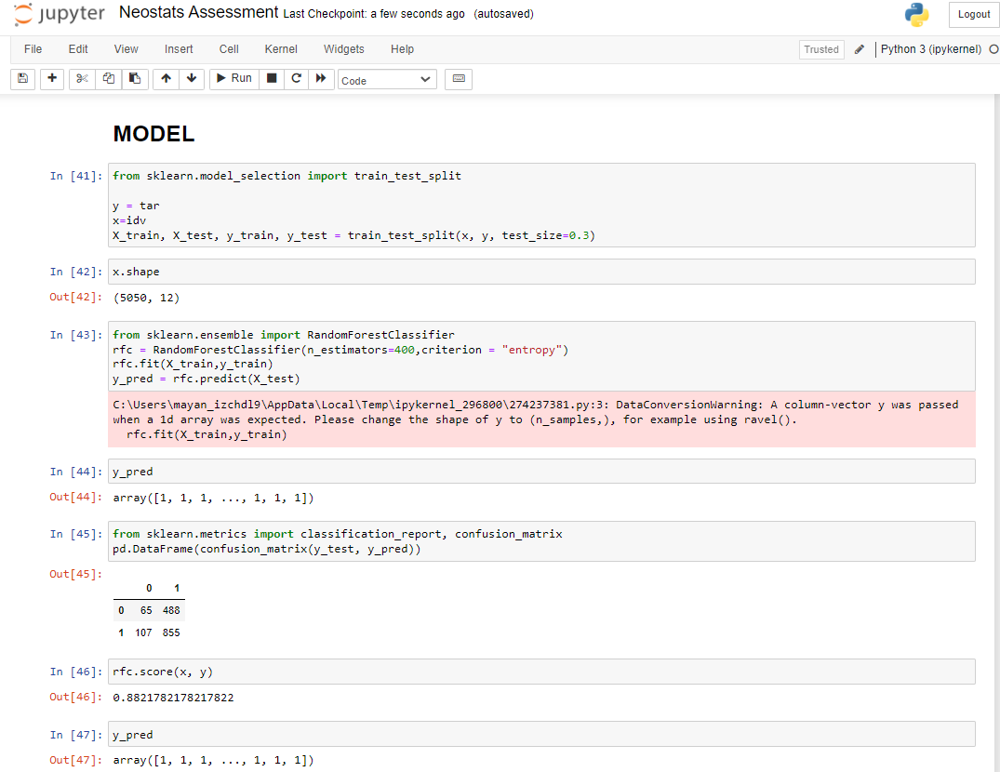 jupyter Neostats Assessment Last Checkpoint: a few seconds ago (autosaved) Logout
File Edit View Insert Cell Kernel Widgets Help Trusted Python 3 (ipykernel)
Run Code
MODEL
In [41]: from sklearn.model_selection import train_test_split
y = tar
x=idv
X_train, X_test, y_train, y_test = train_test_split(x, y, test_size=0.3)
In [42]: x.shape
Out[42]: (5050, 12)
In [43]: from sklearn.ensemble import RandomForestClassifier
rfc = RandomForestClassifier(n_estimators=400,criterion = "entropy")
rfc.fit(X_train,y_train)
y_pred = rfc.predict(X_test)
C:\Users\mayan_izchdl9\AppData\Local\Temp\ipykernel_296800\274237381.py:3: DataConversionWarning: A column-vector y was passed
when a 1d array was expected. Please change the shape of y to (n_samples,), for example using ravel().
rfc.fit(X_train,y_train)
In [44]: y_pred
Out[44]: array([1, 1, 1, ..., 1, 1, 1])
In [45]: from sklearn.metrics import classification_report, confusion_matrix
pd.DataFrame(confusion_matrix(y_test, y_pred))
Out[45]:
0 1
0 65 488
1 107 855
In [46]: rfc.score(x, y)
Out[46]: 0.8821782178217822
In [47]: y_pred
Out[47]: array([1, 1, 1, ..., 1, 1, 1])